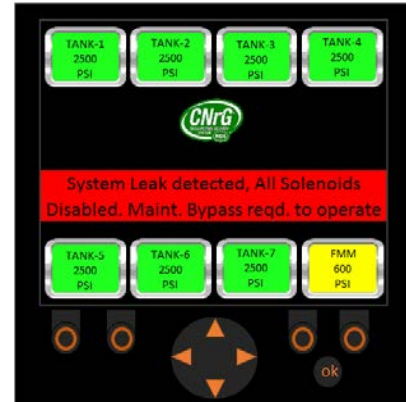 TANK-1
2500
PSI
TANK-2
2500
PSI
TANK-3
2500
PSI
TANK-4
2500
PSI
CNrG
System Leak detected, All Solenoids
Disabled. Maint. Bypass reqd. to operate
TANK-5
2500
PSI
TANK-6
2500
PSI
TANK-7
2500
PSI
FMM
600
PSI
ok